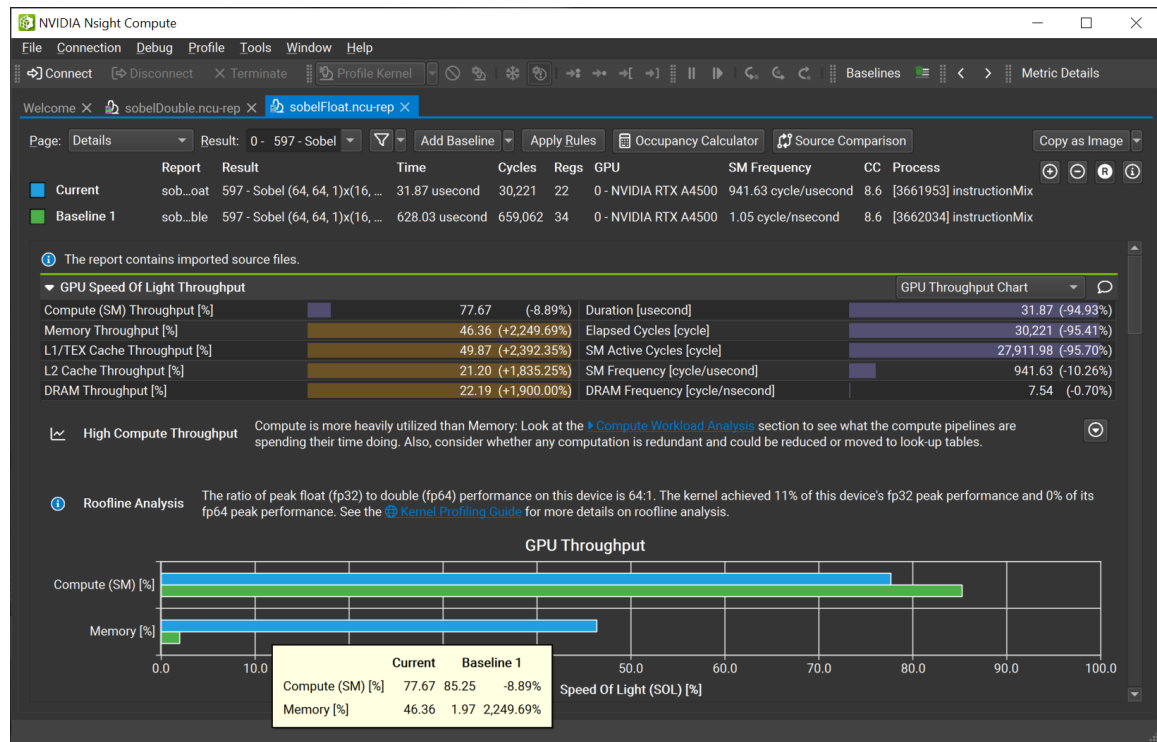 NVIDIA Nsight Compute
File Connection Debug Profile Tools Window Help
Connect Disconnect Terminate Profile Kernel Baselines Metric Details
Welcome sobelDouble.ncu-rep sobelFloat.ncu-rep
Page: Details Result: 0 - 597 - Sobel Add Baseline Apply Rules Occupancy Calculator Source Comparison Copy as Image
Report Result Time Cycles Regs GPU SM Frequency CC Process
Current sob...oat 597 - Sobel (64, 64, 1)x(16, ... 31.87 usecond 30,221 22 0 - NVIDIA RTX A4500 941.63 cycle/usecond 8.6 [3661953] instructionMix
Baseline 1 sob...ble 597 - Sobel (64, 64, 1)x(16, ... 628.03 usecond 659,062 34 0 - NVIDIA RTX A4500 1.05 cycle/nsecond 8.6 [3662034] instructionMix
R
The report contains imported source files.
GPU Speed Of Light Throughput GPU Throughput Chart
Compute (SM) Throughput [%] 77.67 (-8.89%) Duration [usecond] 31.87 (-94.93%)
Memory Throughput [%] 46.36 (+2,249.69%) Elapsed Cycles [cycle] 30,221 (-95.41%)
L1/TEX Cache Throughput [%] 49.87 (+2,392.35%) SM Active Cycles [cycle] 27,911.98 (-95.70%)
L2 Cache Throughput [%] 21.20 (+1,835.25%) SM Frequency [cycle/usecond] 941.63 (-10.26%)
DRAM Throughput [%] 22.19 (+1,900.00%) DRAM Frequency [cycle/nsecond] 7.54 (-0.70%)
High Compute Throughput
Compute is more heavily utilized than Memory: Look at the Compute Workload Analysis section to see what the compute pipelines are
spending their time doing. Also, consider whether any computation is redundant and could be reduced or moved to look-up tables.
Roofline Analysis
The ratio of peak float (fp32) to double (fp64) performance on this device is 64:1. The kernel achieved 11% of this device's fp32 peak performance and 0% of its
fp64 peak performance. See the Kernel Profiling Guide for more details on roofline analysis.
GPU Throughput
Compute (SM) [%]
Memory [%]
0.0 10.0 50.0 60.0 70.0 80.0 90.0 100.0
Speed Of Light (SOL) [%]
Current Baseline 1
Compute (SM) [%] 77.67 85.25 -8.89%
Memory [%] 46.36 1.97 2,249.69%